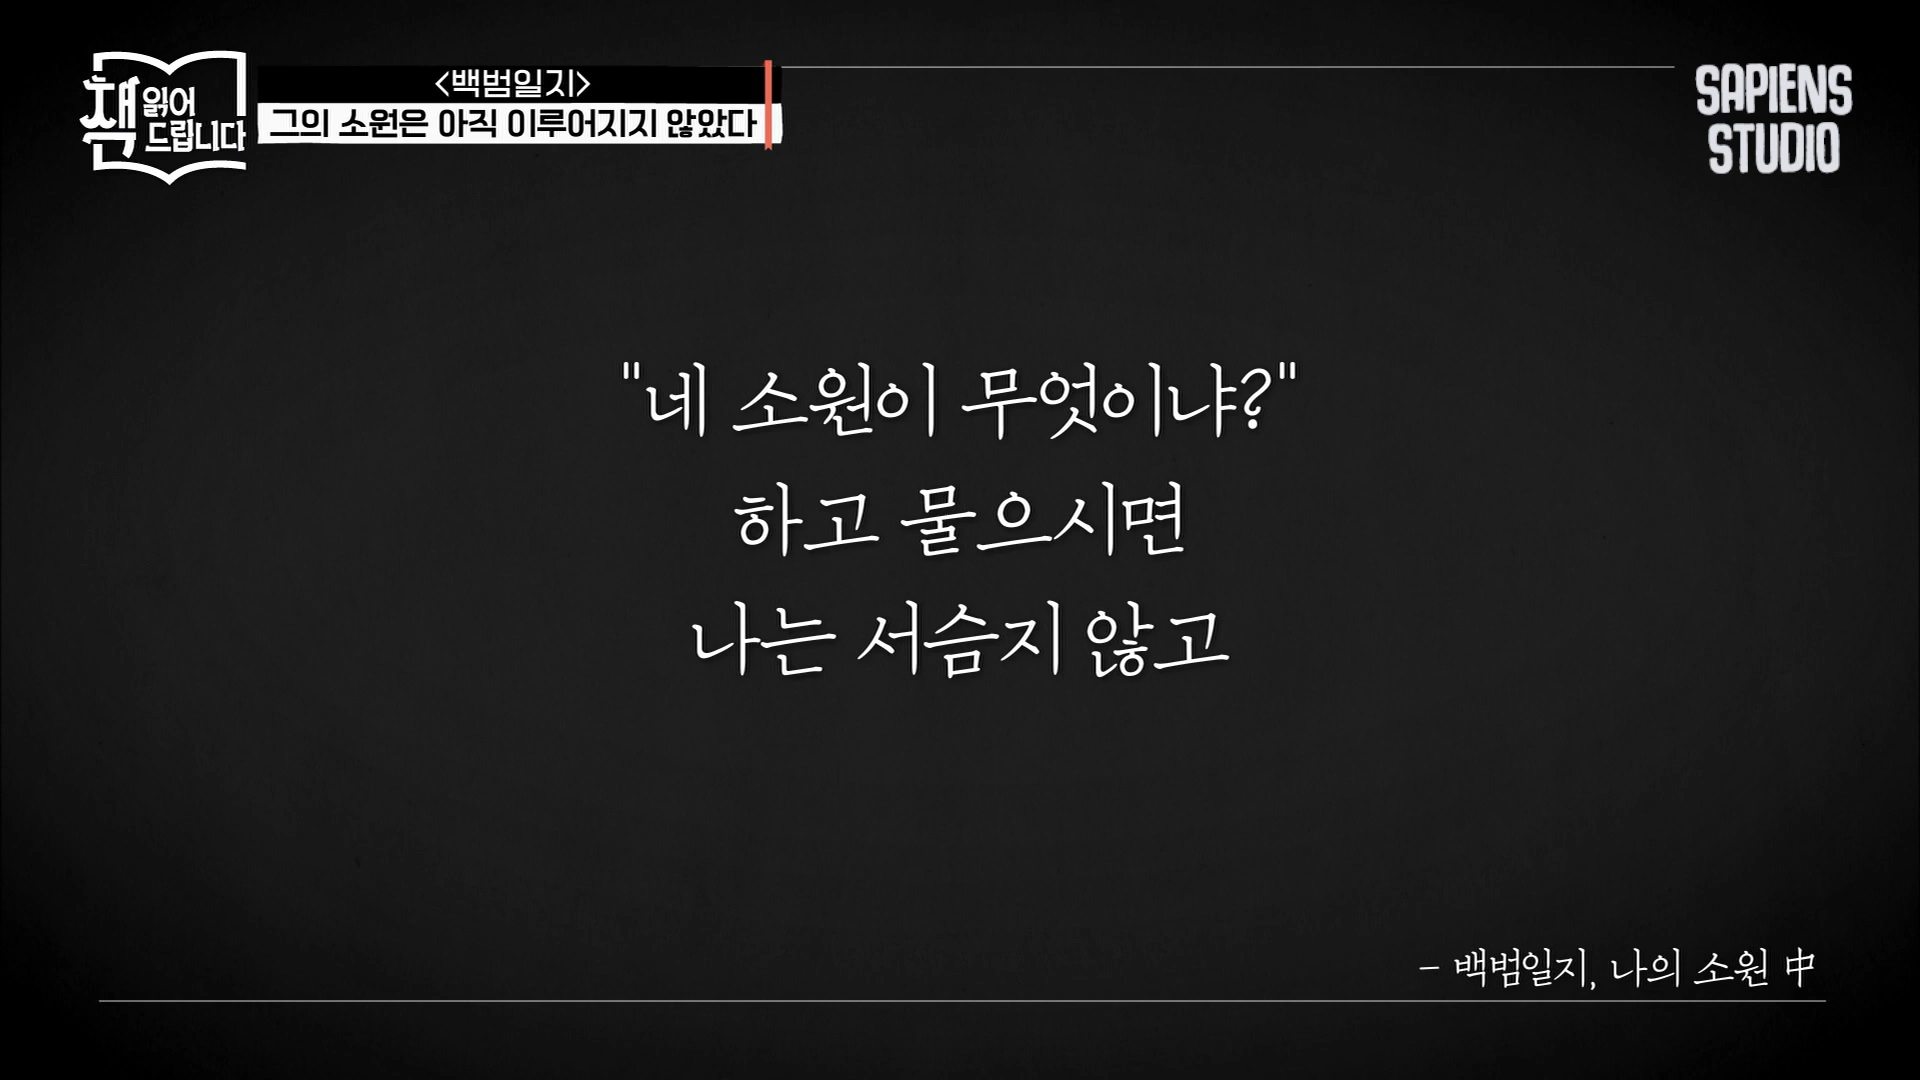 책 읽어
드립니다
<백범일지>
그의 소원은 아직 이루어지지 않았다
SAPIENS
STUDIO
"네 소원이 무엇이냐?"
하고 물으시면
나는 서슴지 않고
- 백범일지, 나의 소원 中